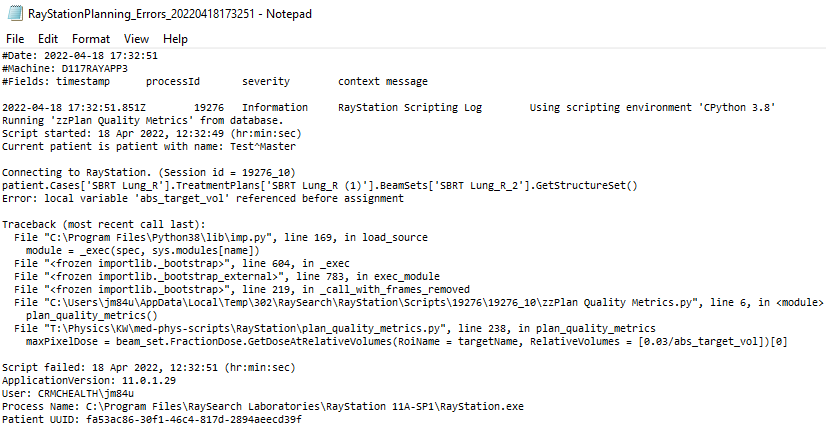 RayStationPlanning_Errors_20220418173251 - Notepad
File Edit Format View Help
#Date: 2022-04-18 17:32:51
#Machine: D117RAYAPP3
#Fields: timestamp processId severity context message
2022-04-18 17:32:51.851Z 19276 Information RayStation Scripting Log Using scripting environment 'CPython 3.8'
Running 'zzPlan Quality Metrics' from database.
Script started: 18 Apr 2022, 12:32:49 (hr:min:sec)
Current patient is patient with name: Test^Master
Connecting to RayStation. (Session id = 19276_10)
patient.Cases['SBRT Lung_R'].TreatmentPlans['SBRT Lung_R (1)'].BeamSets['SBRT Lung_R_2'].GetStructureSet()
Error: local variable 'abs_target_vol' referenced before assignment
Traceback (most recent call last):
File "C:\Program Files\Python38\lib\imp.py", line 169, in load_source
module = _exec(spec, sys.modules[name])
File "<frozen importlib._bootstrap>", line 604, in _exec
File "<frozen importlib._bootstrap_external>", line 783, in exec_module
File "<frozen importlib._bootstrap>", line 219, in _call_with_frames_removed
File "C:\Users\jm84u\AppData\Local\Temp\302\RaySearch\RayStation\Scripts\19276\19276_10\zzPlan Quality Metrics.py", line 6, in <module>
plan_quality_metrics()
File "T:\Physics\KW\med-phys-scripts\RayStation\plan_quality_metrics.py", line 238, in plan_quality_metrics
maxPixelDose = beam_set.FractionDose.GetDoseAtRelativeVolumes(RoiName = targetName, RelativeVolumes = [0.03/abs_target_vol])[0]
Script failed: 18 Apr 2022, 12:32:51 (hr:min:sec)
ApplicationVersion: 11.0.1.29
User: CRMCHEALTH\jm84u
Process Name: C:\Program Files\RaySearch Laboratories\RayStation 11A-SP1\RayStation.exe
Patient UUID: fa53ac86-30f1-46c4-817d-2894aeecd39f